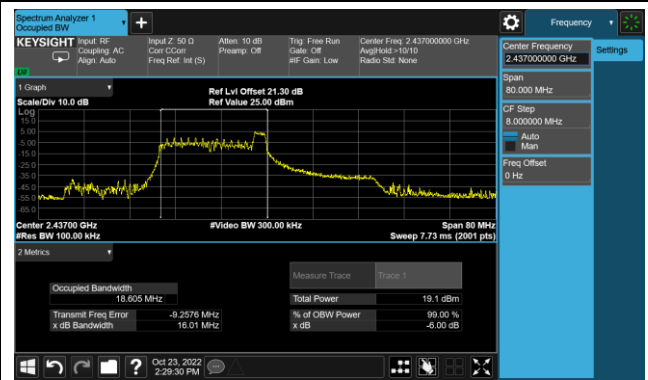 Spectrum Analyzer 1
Occupied BW
Frequency
KEYSIGHT
Input: RF
Coupling: AC
Align: Auto
Input Z: 50 Ω
Corr CCorr
Freq Ref: Int (S)
Atten: 10 dB
Preamp: Off
Trig: Free Run
Gate: Off
#IF Gain: Low
Center Freq: 2.437000000 GHz
Avg|Hold >10/10
Radio Std: None
LXI
Center Frequency
2.437000000 GHz
Settings
Span
80.000 MHz
CF Step
8.000000 MHz
Auto
Man
Freq Offset
0 Hz
1 Graph
Scale/Div 10.0 dB
Ref Lvl Offset 21.30 dB
Ref Value 25.00 dBm
Log
15.0
5.00
-5.00
-15.0
-25.0
-35.0
-45.0
-55.0
-65.0
Center 2.43700 GHz
#Res BW 100.00 kHz
#Video BW 300.00 kHz
Span 80 MHz
Sweep 7.73 ms (2001 pts)
2 Metrics
Measure Trace
Trace 1
Occupied Bandwidth
18.605 MHz
Total Power
19.1 dBm
Transmit Freq Error
-9.2576 MHz
% of OBW Power
99.00 %
x dB Bandwidth
16.01 MHz
x dB
-6.00 dB
?
Oct 23, 2022
2:29:30 PM